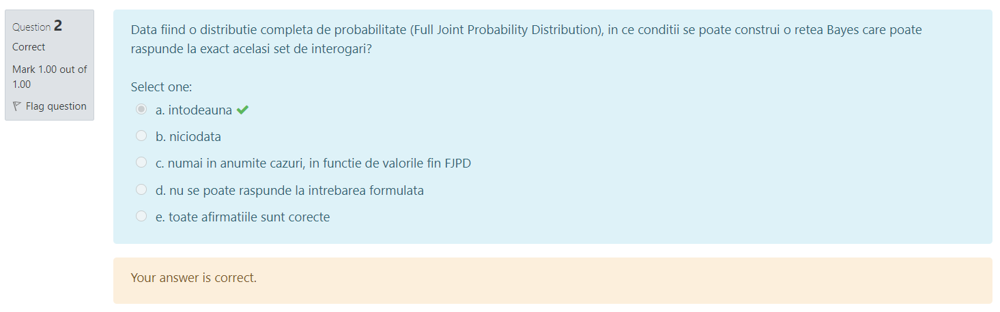 Question 2
Correct
Mark 1.00 out of
1.00
Flag question
Data fiind o distributie completa de probabilitate (Full Joint Probability Distribution), in ce conditii se poate construi o retea Bayes care poate
raspunde la exact acelasi set de interogari?
Select one:
a. intodeauna
b. niciodata
c. numai in anumite cazuri, in functie de valorile fin FJPD
d. nu se poate raspunde la intrebarea formulata
e. toate afirmatiile sunt corecte
Your answer is correct.